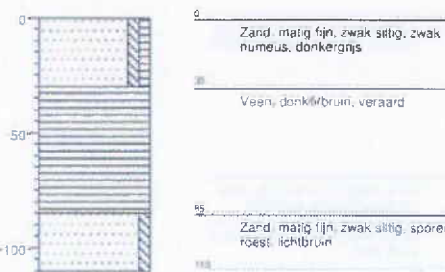 0
0
Zand, matig fijn, zwak siltig, zwak
humeus, donkergrijs
30
Veen, donkerbruin, veraard
-50
85
Zand, matig fijn, zwak siltig, sporen
roest, lichtbruin
-100
110